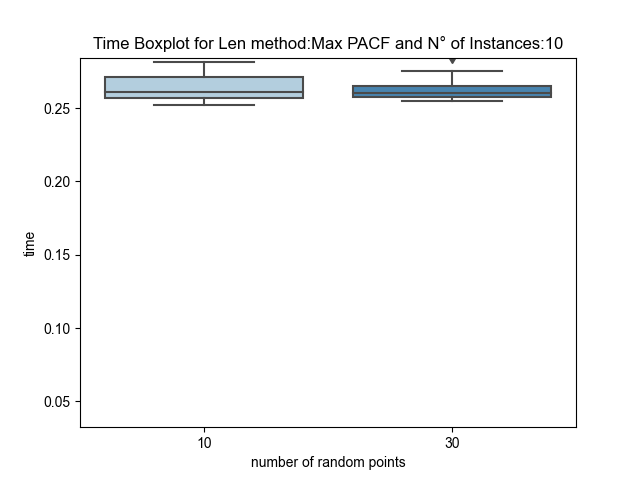 Time Boxplot for Len method:Max PACF and N° of Instances:10
0.25
0.20
0.15
0.10
0.05
time
10 30
number of random points